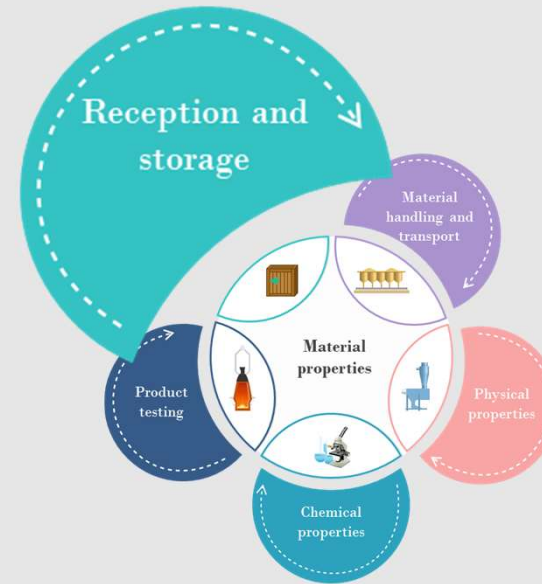 Reception and
storage
Material
handling and
transport
Material
properties
Physical
properties
Product
testing
Chemical
properties